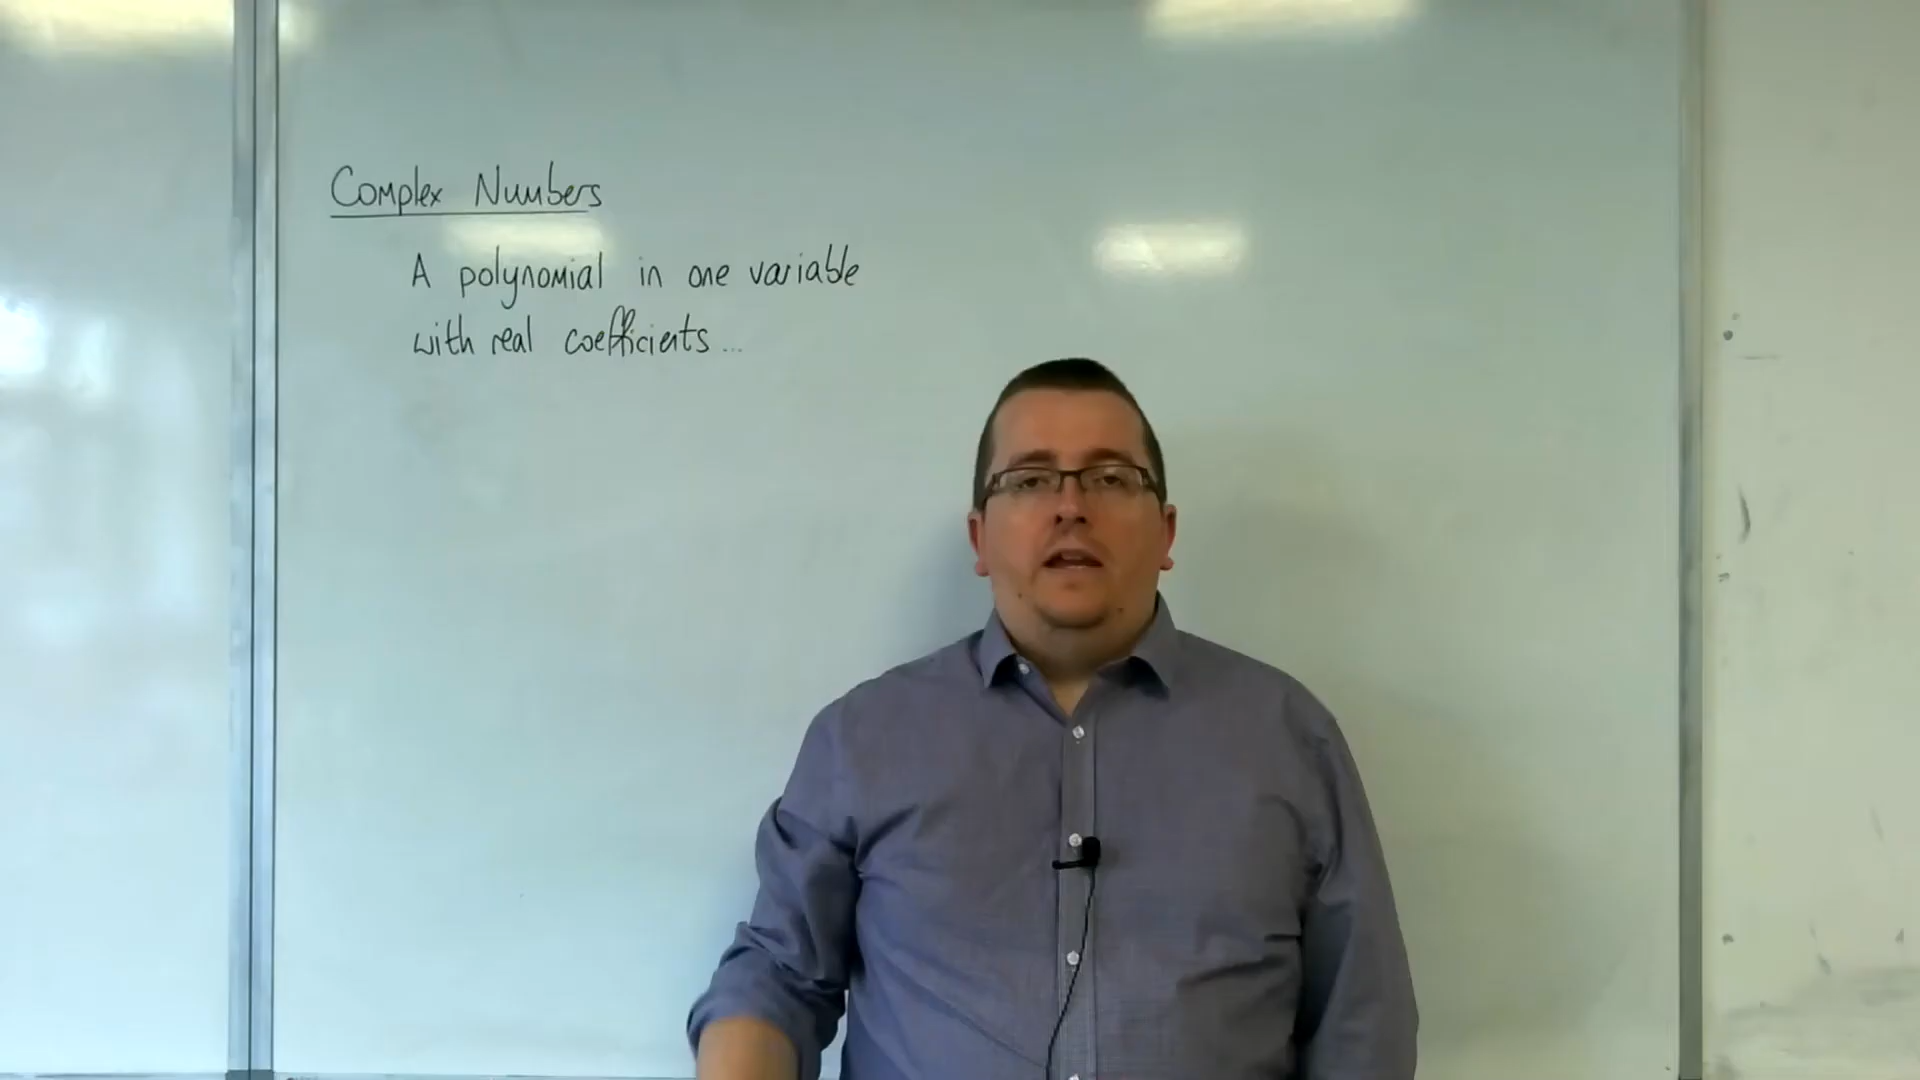 Complex Numbers
A polynomial in one variable
with real coefficients ...